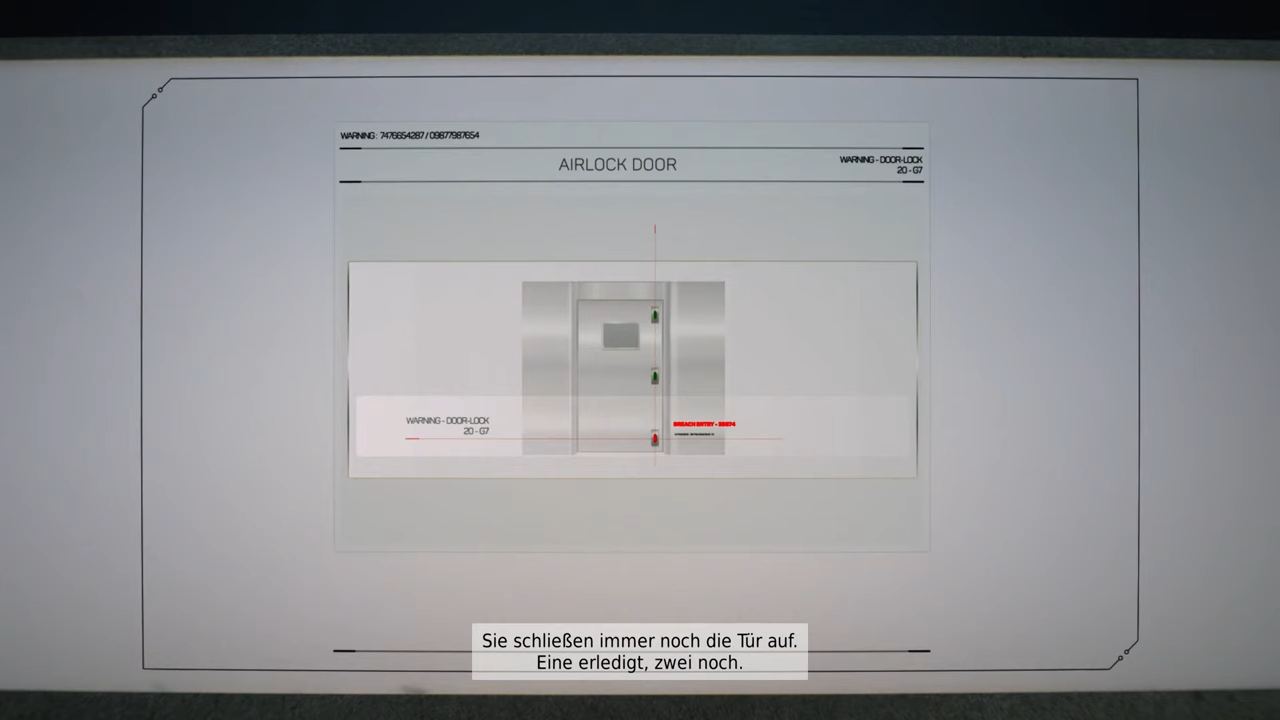 WARNING : 7476654287 / 09877987654
AIRLOCK DOOR
WARNING - DOOR-LOCK
20 - G7
WARNING - DOOR-LOCK
20 - G7
Sie schließen immer noch die Tür auf.
Eine erledigt, zwei noch.